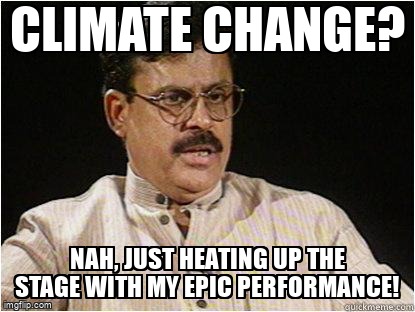 CLIMATE CHANGE?
NAH, JUST HEATING UP THE
STAGE WITH MY EPIC PERFORMANCE!
imgflip.com
quickmeme.com